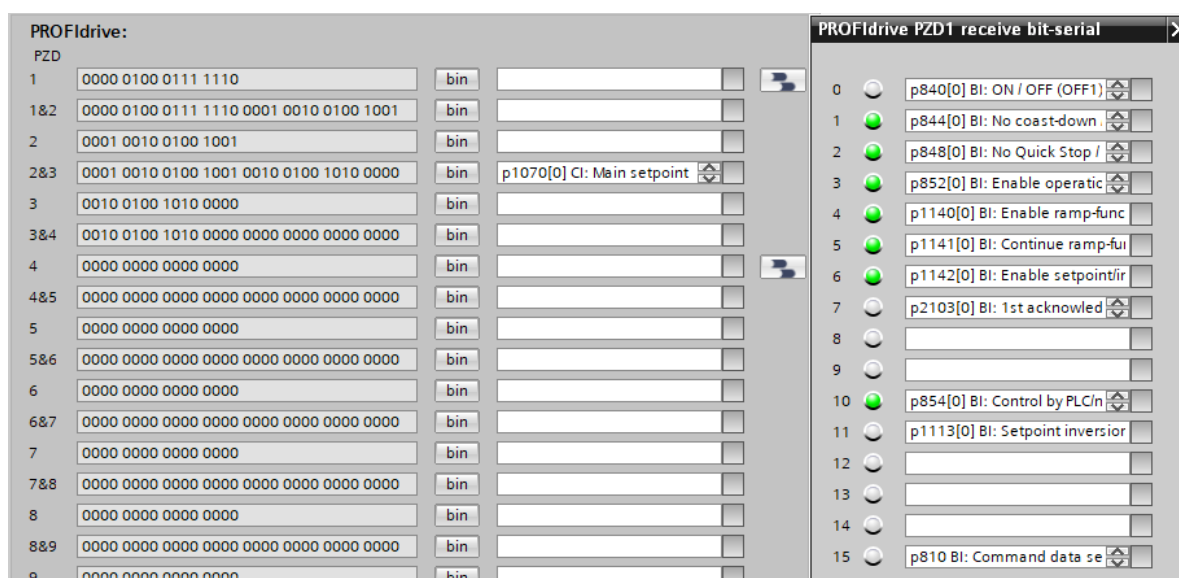 PROFIdrive:
PZD
1 0000 0100 0111 1110 bin
1&2 0000 0100 0111 1110 0001 0010 0100 1001 bin
2 0001 0010 0100 1001 bin
2&3 0001 0010 0100 1001 0010 0100 1010 0000 bin p1070[0] CI: Main setpoint
3 0010 0100 1010 0000 bin
3&4 0010 0100 1010 0000 0000 0000 0000 0000 bin
4 0000 0000 0000 0000 bin
4&5 0000 0000 0000 0000 0000 0000 0000 0000 bin
5 0000 0000 0000 0000 bin
5&6 0000 0000 0000 0000 0000 0000 0000 0000 bin
6 0000 0000 0000 0000 bin
6&7 0000 0000 0000 0000 0000 0000 0000 0000 bin
7 0000 0000 0000 0000 bin
7&8 0000 0000 0000 0000 0000 0000 0000 0000 bin
8 0000 0000 0000 0000 bin
8&9 0000 0000 0000 0000 0000 0000 0000 0000 bin
9 0000 0000 0000 0000 bin
PROFIdrive PZD1 receive bit-serial
0 p840[0] BI: ON / OFF (OFF1)
1 p844[0] BI: No coast-down
2 p848[0] BI: No Quick Stop /
3 p852[0] BI: Enable operatic
4 p1140[0] BI: Enable ramp-func
5 p1141[0] BI: Continue ramp-fu
6 p1142[0] BI: Enable setpoint/ir
7 p2103[0] BI: 1st acknowled
8
9
10 p854[0] BI: Control by PLC/n
11 p1113[0] BI: Setpoint inversior
12
13
14
15 p810 BI: Command data se